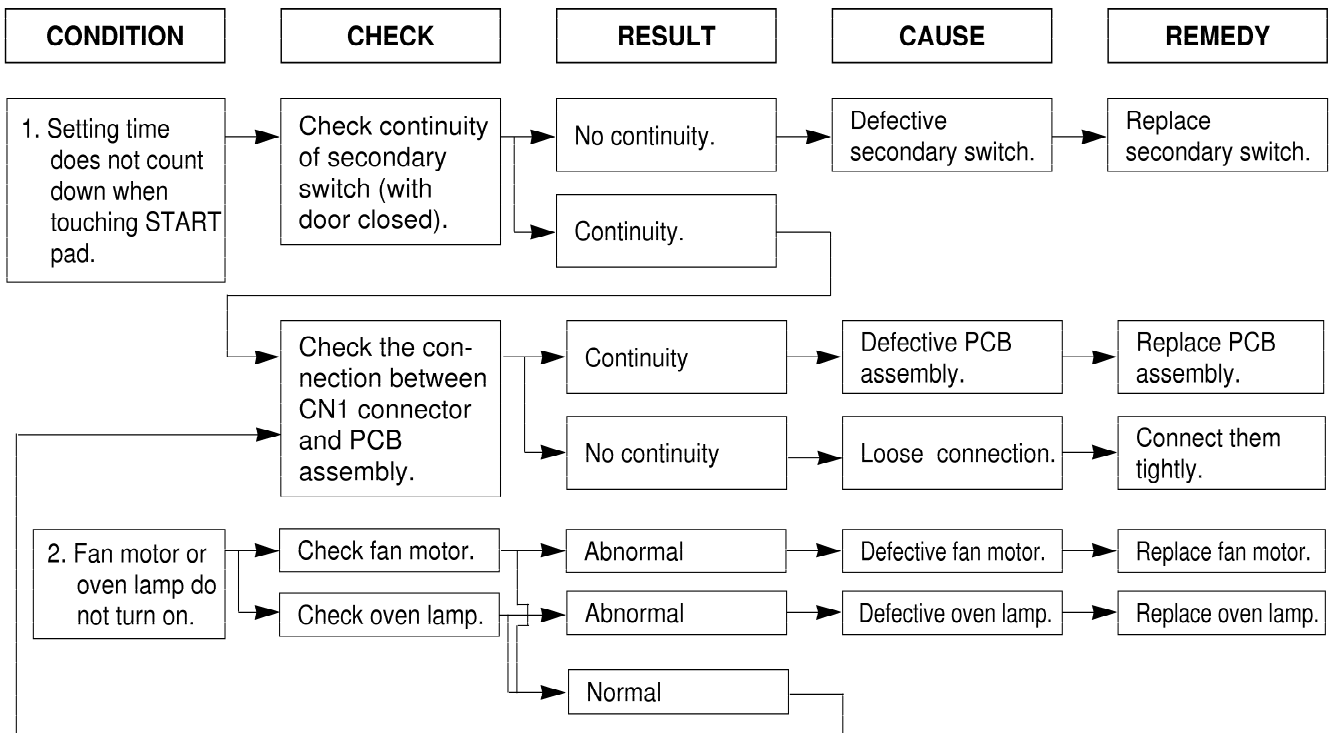 CONDITION
CHECK
RESULT
CAUSE
REMEDY
1. Setting time
does not count
down when
touching START
pad.
Check continuity
of secondary
switch (with
door closed).
No continuity.
Defective
secondary switch.
Replace
secondary switch.
Continuity.
Check the con-
nection between
CN1 connector
and PCB
assembly.
Continuity
Defective PCB
assembly.
Replace PCB
assembly.
No continuity
Loose connection.
Connect them
tightly.
2. Fan motor or
oven lamp do
not turn on.
Check fan motor.
Abnormal
Defective fan motor.
Replace fan motor.
Check oven lamp.
Abnormal
Defective oven lamp.
Replace oven lamp.
Normal